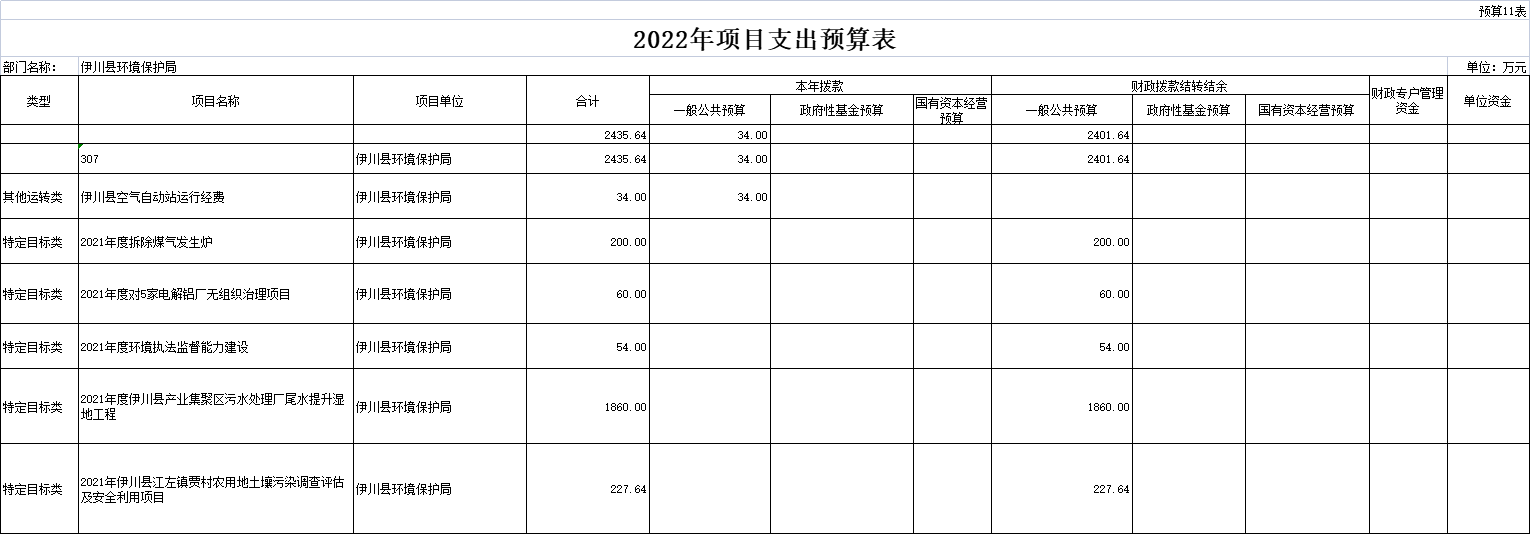 预算11表
2022年项目支出预算表
部门名称： 伊川县环境保护局 单位：万元
类型 项目名称 项目单位 合计 本年拨款 财政拨款结转结余 财政专户管理资金 单位资金
一般公共预算 政府性基金预算 国有资本经营预算 一般公共预算 政府性基金预算 国有资本经营预算
2435.64 34.00 2401.64
307 伊川县环境保护局 2435.64 34.00 2401.64
其他运转类 伊川县空气自动站运行经费 伊川县环境保护局 34.00 34.00
特定目标类 2021年度拆除煤气发生炉 伊川县环境保护局 200.00 200.00
特定目标类 2021年度对5家电解铝厂无组织治理项目 伊川县环境保护局 60.00 60.00
特定目标类 2021年度环境执法监督能力建设 伊川县环境保护局 54.00 54.00
特定目标类 2021年度伊川县产业集聚区污水处理厂尾水提升湿地工程 伊川县环境保护局 1860.00 1860.00
特定目标类 2021年伊川县江左镇贾村农用地土壤污染调查评估及安全利用项目 伊川县环境保护局 227.64 227.64